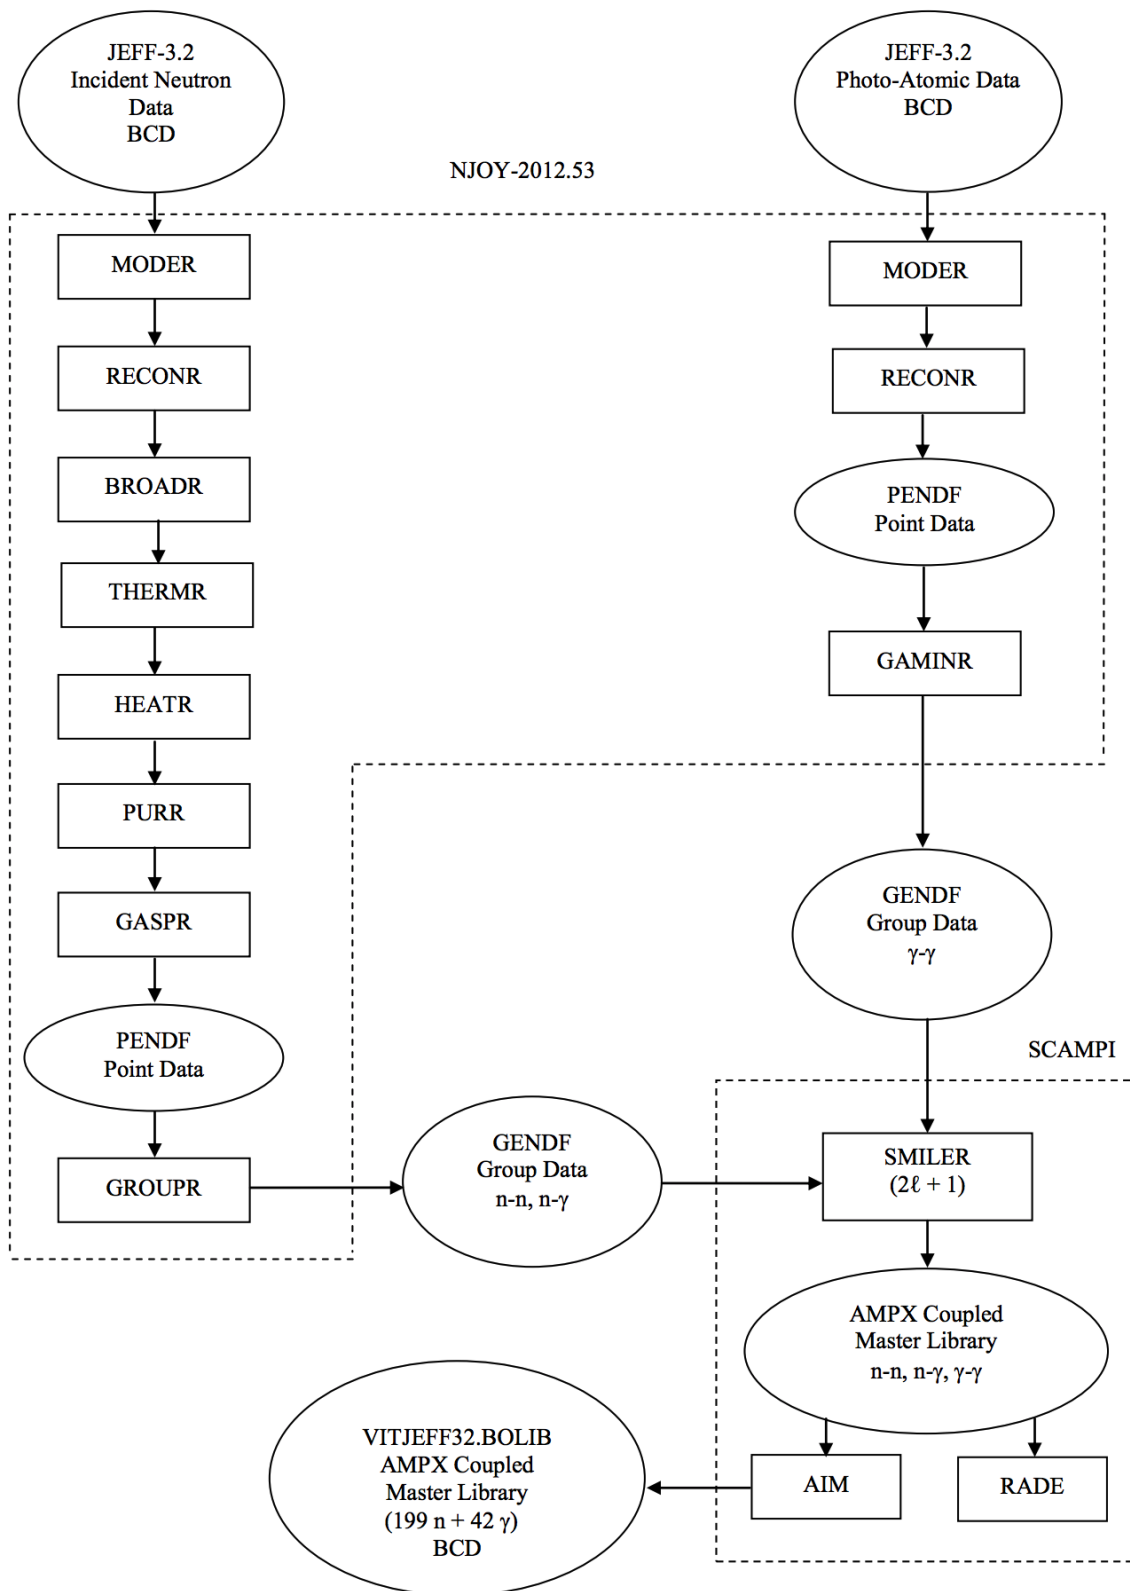 JEFF-3.2
Incident Neutron
Data
BCD
JEFF-3.2
Photo-Atomic Data
BCD
NJOY-2012.53
MODER
RECONR
BROADR
THERMR
HEATR
PURR
GASPR
PENDF
Point Data
GROUPR
MODER
RECONR
PENDF
Point Data
GAMINR
GENDF
Group Data
γ-γ
SCAMPI
GENDF
Group Data
n-n, n-γ
SMILER
(2ℓ + 1)
AMPX Coupled
Master Library
n-n, n-γ, γ-γ
AIM
RADE
VITJEFF32.BOLIB
AMPX Coupled
Master Library
(199 n + 42 γ)
BCD